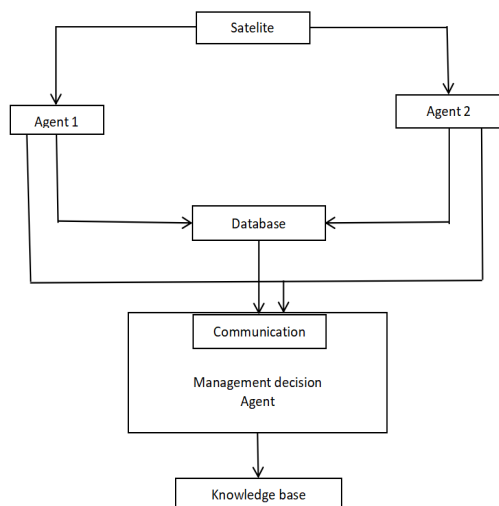 Satelite
Agent 1
Agent 2
Database
Communication
Management decision
Agent
Knowledge base